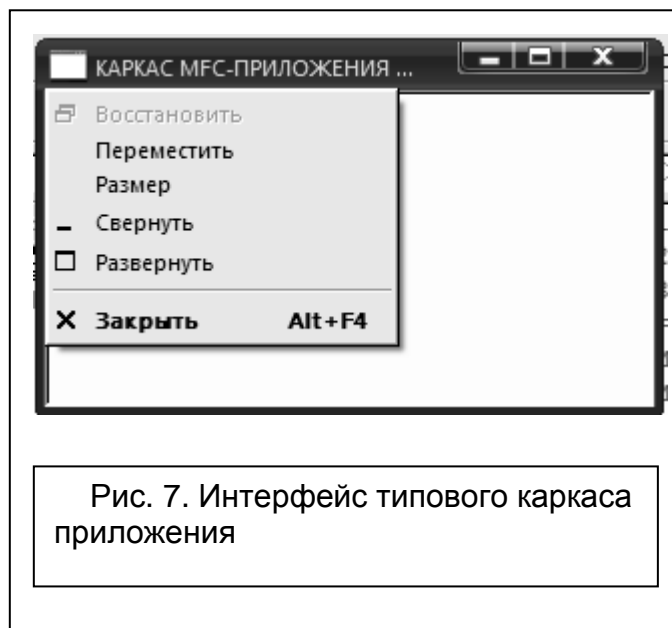 КАРКАС MFC-ПРИЛОЖЕНИЯ ...
Восстановить
Переместить
Размер
Свернуть
Развернуть
Закрыть Alt+F4
Рис. 7. Интерфейс типового каркаса
приложения